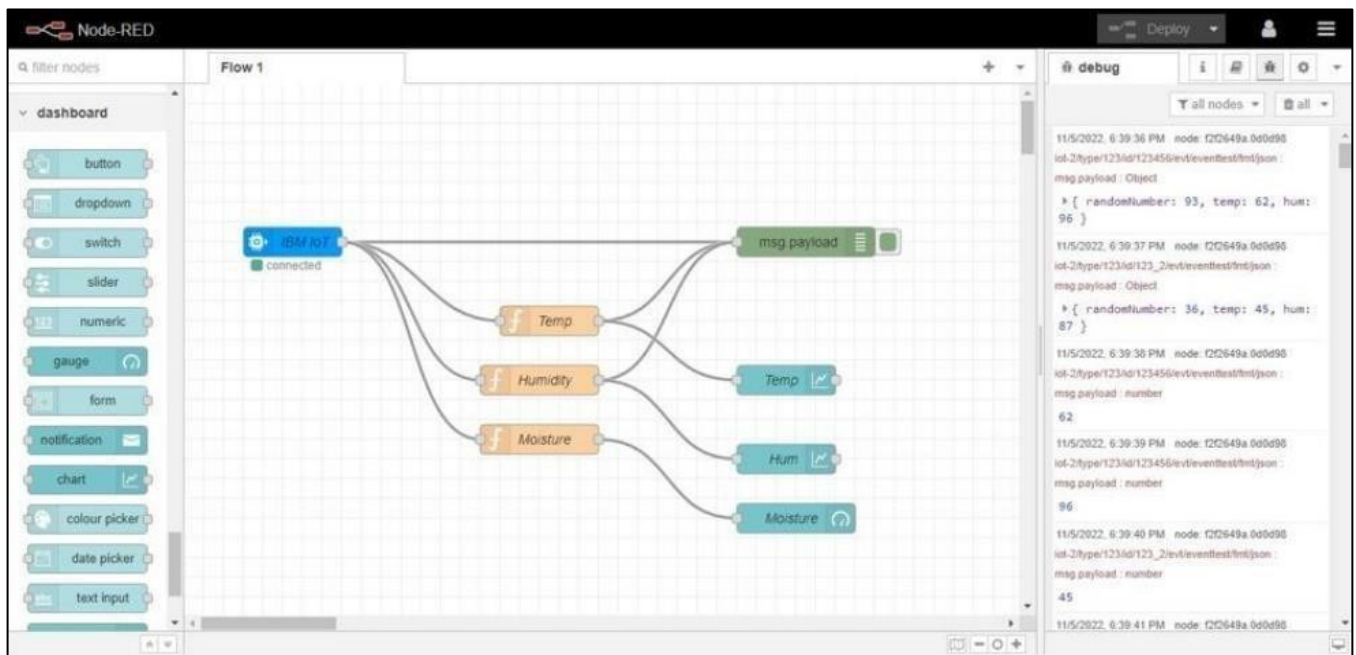 Node-RED
Deploy
filter nodes
Flow 1
debug
i
all nodes
all
dashboard
button
dropdown
switch
slider
numeric
gauge
form
notification
chart
colour picker
date picker
text input
IBM IoT
connected
Temp
Humidity
Moisture
msg.payload
Temp
Hum
Moisture
11/5/2022, 6:39:36 PM node: f2f2649a.0d0d98
iot-2/type/123/id/123456/evt/eventtest/fmt/json :
msg.payload : Object
{ randomNumber: 93, temp: 62, hum:
96 }
11/5/2022, 6:39:37 PM node: f2f2649a.0d0d98
iot-2/type/123/id/123_2/evt/eventtest/fmt/json :
msg.payload : Object
{ randomNumber: 36, temp: 45, hum:
87 }
11/5/2022, 6:39:38 PM node: f2f2649a.0d0d98
iot-2/type/123/id/123456/evt/eventtest/fmt/json :
msg.payload : number
62
11/5/2022, 6:39:39 PM node: f2f2649a.0d0d98
iot-2/type/123/id/123456/evt/eventtest/fmt/json :
msg.payload : number
96
11/5/2022, 6:39:40 PM node: f2f2649a.0d0d98
iot-2/type/123/id/123_2/evt/eventtest/fmt/json :
msg.payload : number
45
11/5/2022, 6:39:41 PM node: f2f2649a.0d0d98